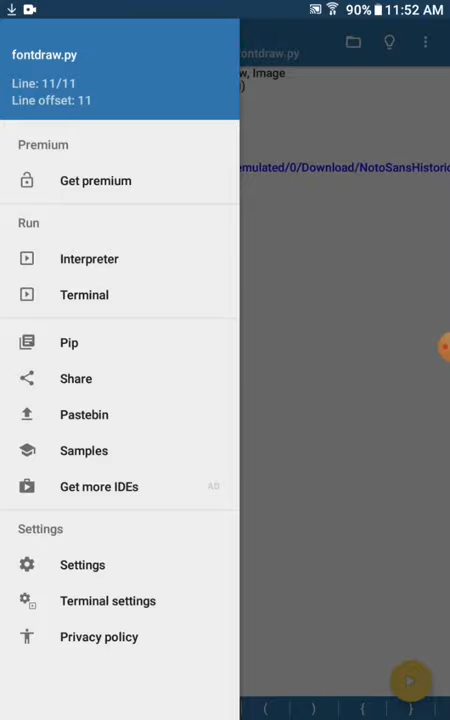 90% 11:52 AM
fontdraw.py
Line: 11/11
Line offset: 11
Premium
Get premium
Run
Interpreter
Terminal
Pip
Share
Pastebin
Samples
Get more IDEs AD
Settings
Settings
Terminal settings
Privacy policy
ontdraw.py
w, Image
))
emulated/0/Download/NotoSansHistoric
( ) { }